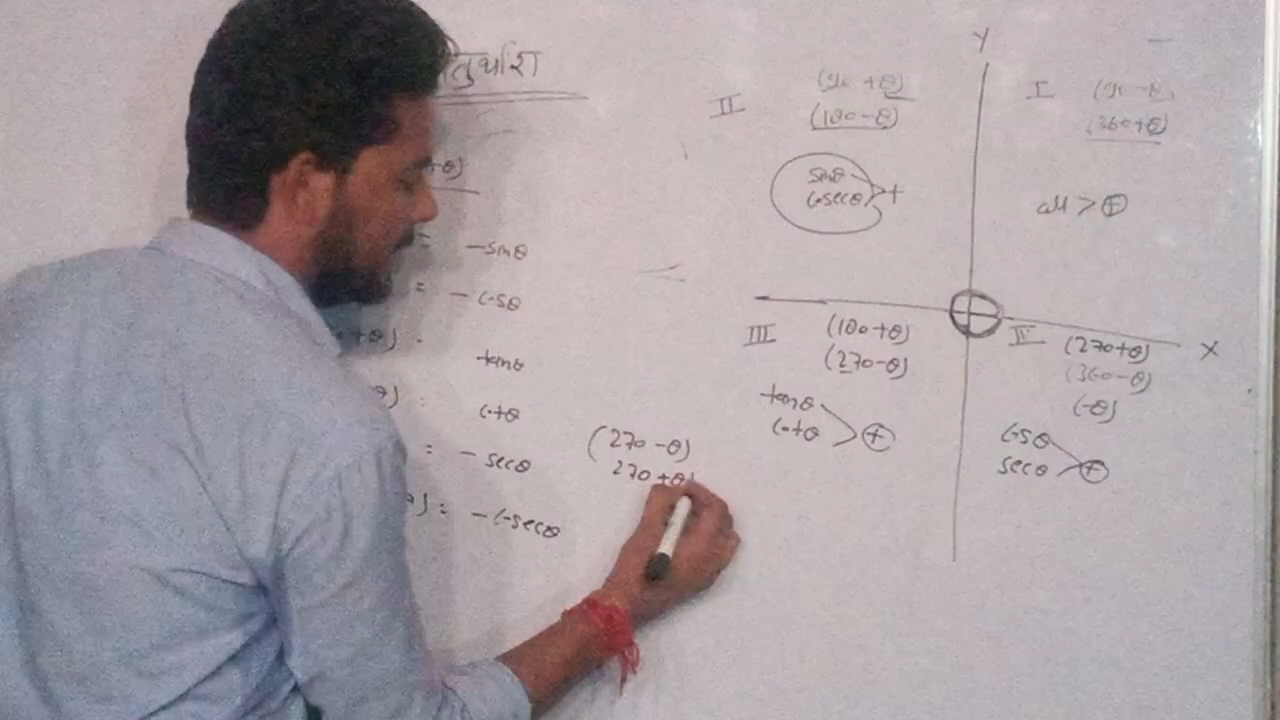 तुर्थांश
+θ)
= -sinθ
= -cosθ
+θ) : tanθ
θ) : cotθ
= - secθ
θ) : - cosecθ
(270-θ)
270+θ)
Y
X
II
(90+θ)
(180-θ)
sinθ
cosecθ
+
I
(90-θ)
(360+θ)
all > +
III
(180+θ)
(270-θ)
tanθ
cotθ > +
IV
(270+θ)
(360-θ)
(-θ)
cosθ
secθ > +